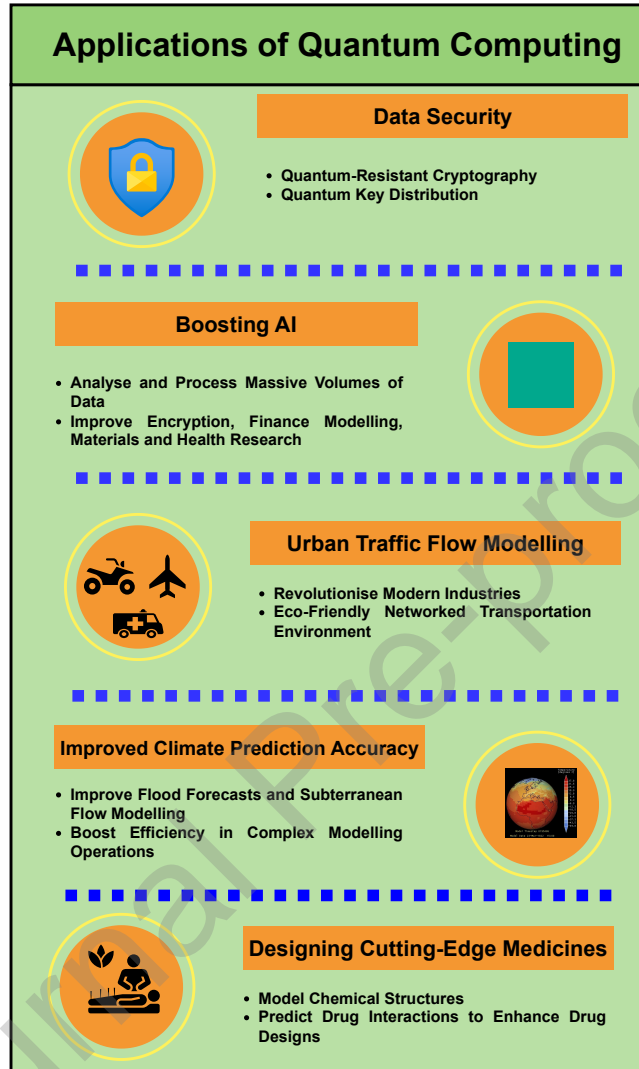 Applications of Quantum Computing
Data Security
• Quantum-Resistant Cryptography
• Quantum Key Distribution
Boosting AI
• Analyse and Process Massive Volumes of
Data
• Improve Encryption, Finance Modelling,
Materials and Health Research
Urban Traffic Flow Modelling
• Revolutionise Modern Industries
• Eco-Friendly Networked Transportation
Environment
Improved Climate Prediction Accuracy
• Improve Flood Forecasts and Subterranean
Flow Modelling
• Boost Efficiency in Complex Modelling
Operations
Designing Cutting-Edge Medicines
• Model Chemical Structures
• Predict Drug Interactions to Enhance Drug
Designs
urnal Pre-proo